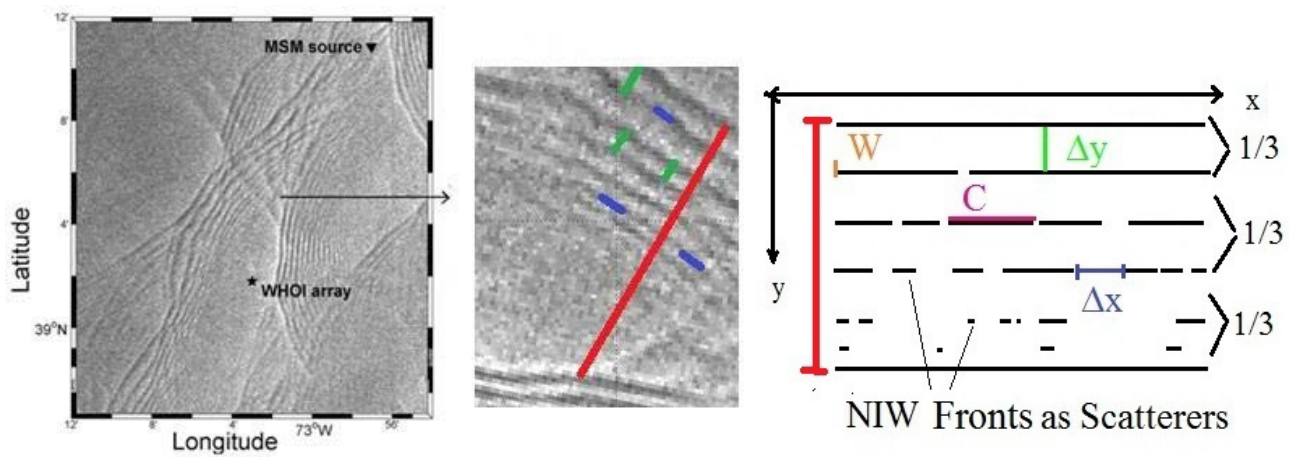 12'
MSM source
8'
4'
WHOI array
39°N
12'
8'
4'
73°W
56'
Latitude
Longitude
x
y
W
Δy
C
Δx
1/3
1/3
1/3
NIW Fronts as Scatterers